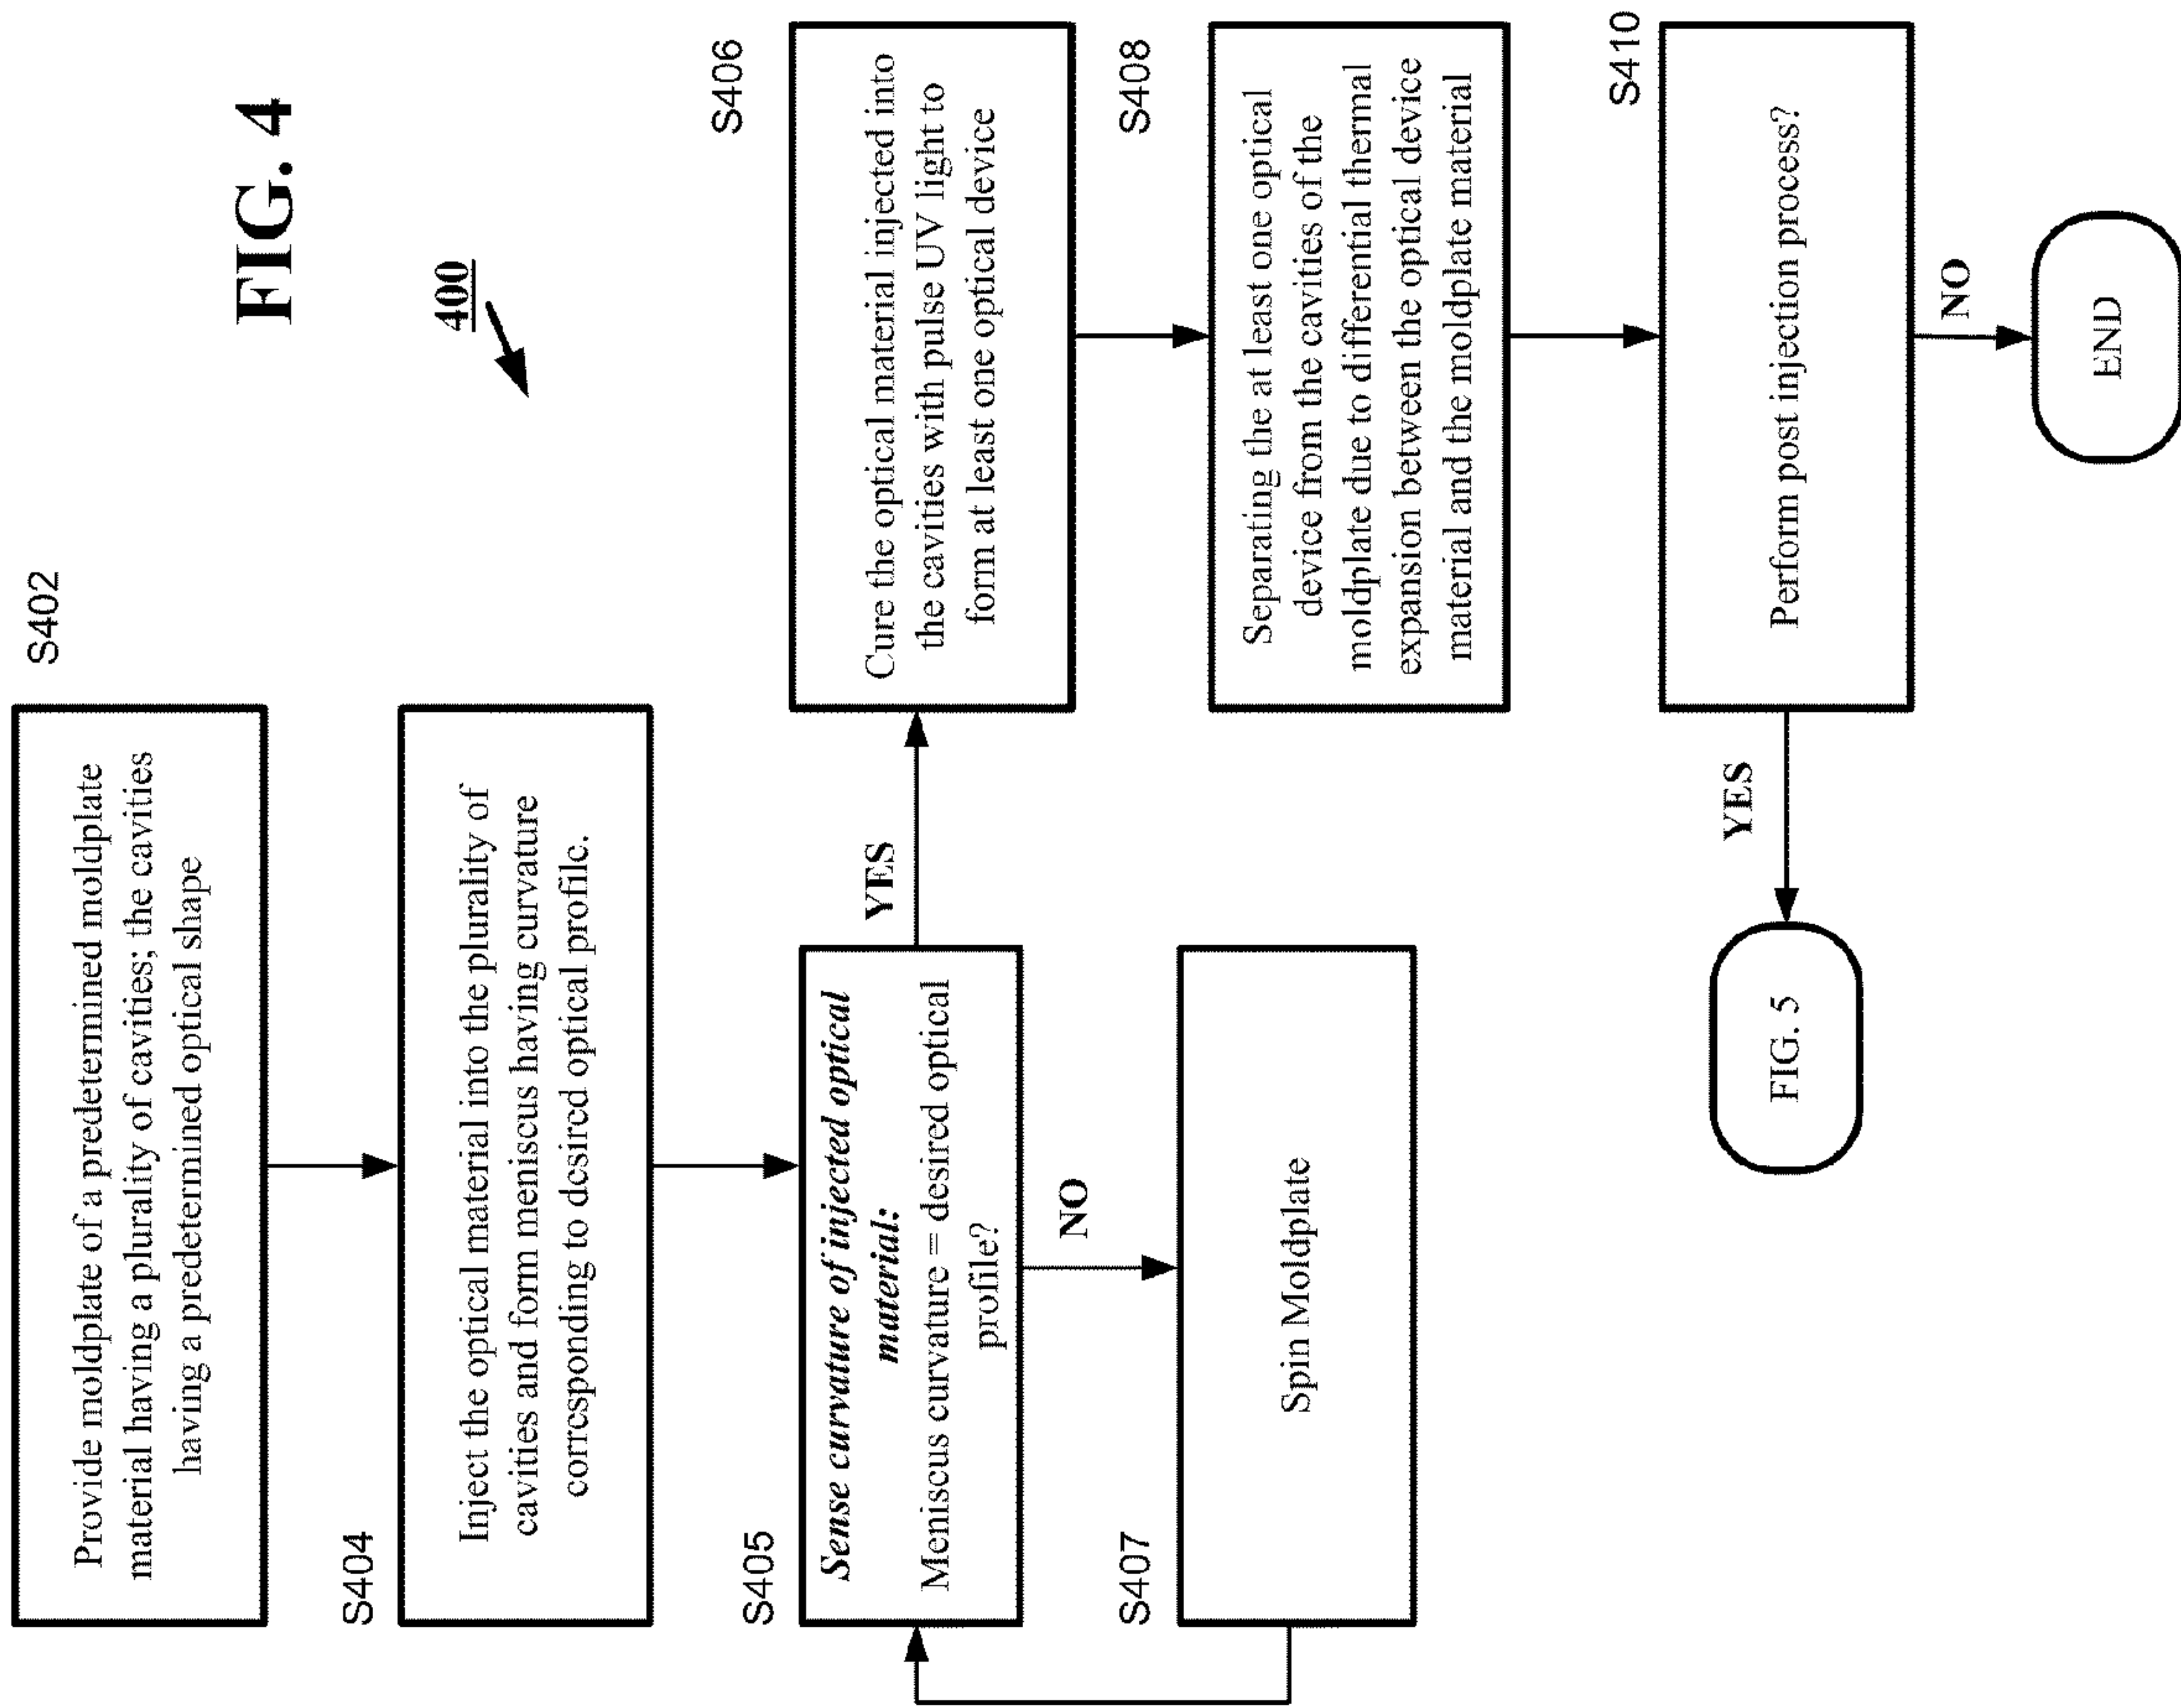 FIG. 4
400
S402
Provide moldplate of a predetermined moldplate
material having a plurality of cavities; the cavities
having a predetermined optical shape
S404
Inject the optical material into the plurality of
cavities and form meniscus having curvature
corresponding to desired optical profile.
S405
Sense curvature of injected optical
material:
Meniscus curvature = desired optical
profile?
YES
NO
S407
Spin Moldplate
S406
Cure the optical material injected into
the cavities with pulse UV light to
form at least one optical device
S408
Separating the at least one optical
device from the cavities of the
moldplate due to differential thermal
expansion between the optical device
material and the moldplate material
S410
Perform post injection process?
YES
FIG. 5
NO
END